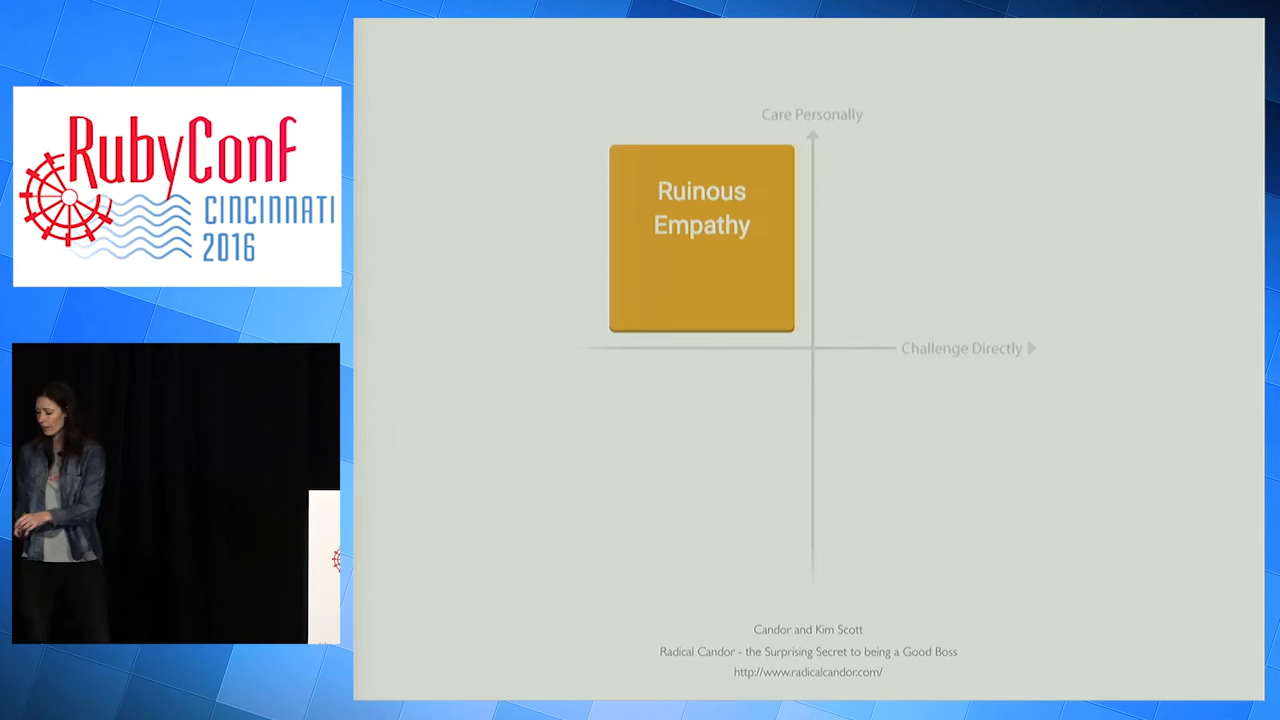 RubyConf
CINCINNATI
2016
Care Personally
Ruinous
Empathy
Challenge Directly
Candor and Kim Scott
Radical Candor - the Surprising Secret to being a Good Boss
http://www.radicalcandor.com/